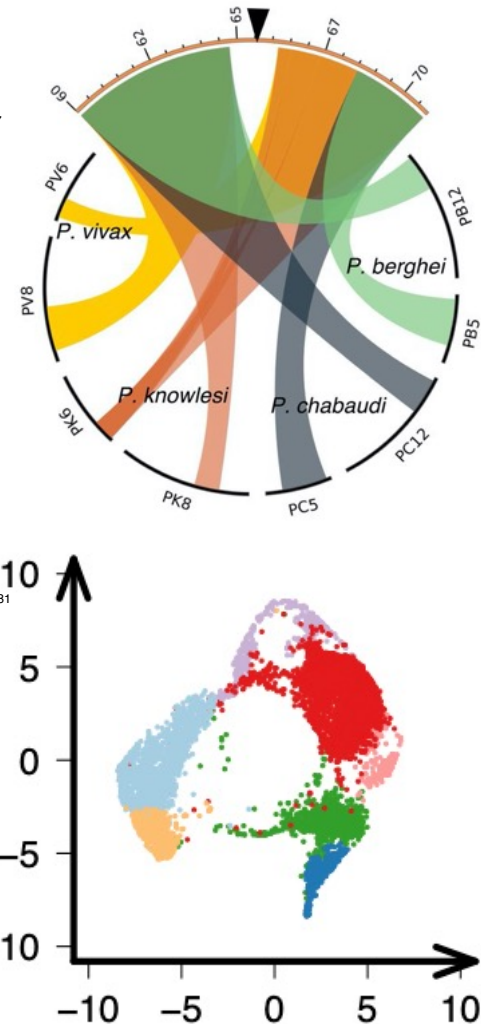 60
62
65
67
70
PV6
PB12
P. vivax
P. berghei
PV8
PB5
P. knowlesi
P. chabaudi
PK6
PC12
PK8
PC5
10
31
5
0
−5
10
−10 −5 0 5 10